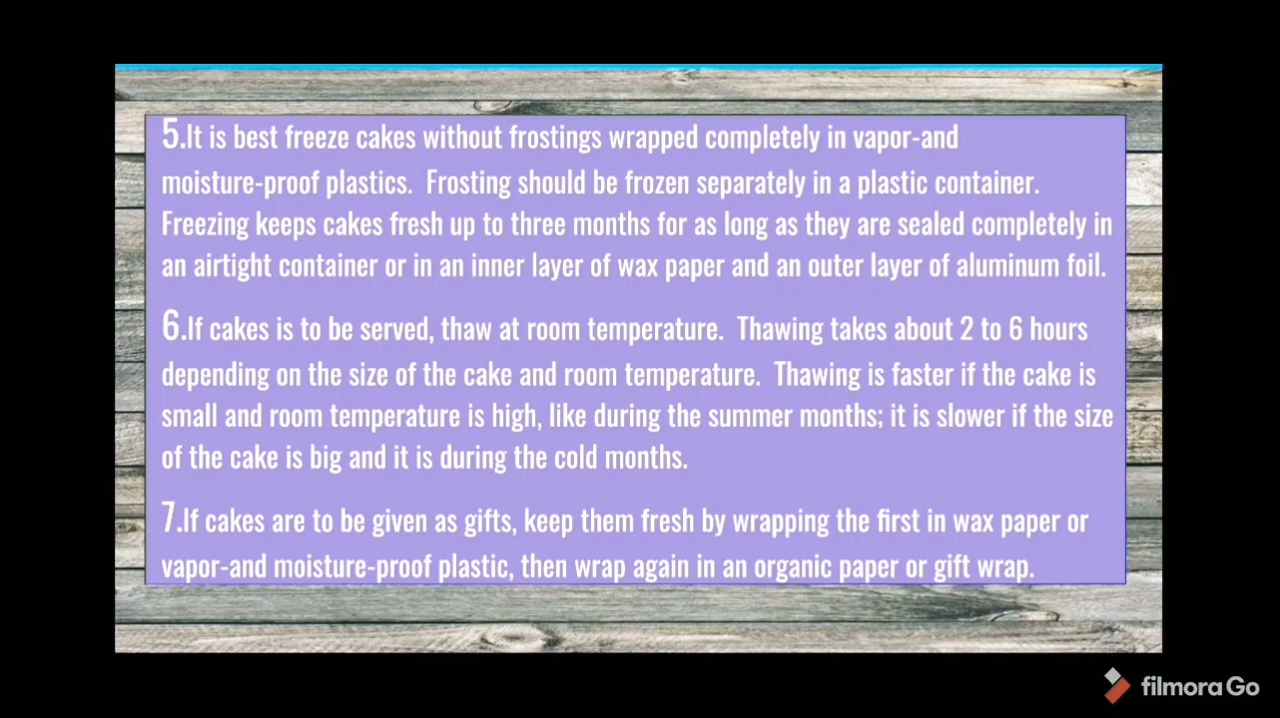 5.It is best freeze cakes without frostings wrapped completely in vapor-and
moisture-proof plastics.  Frosting should be frozen separately in a plastic container.
Freezing keeps cakes fresh up to three months for as long as they are sealed completely in
an airtight container or in an inner layer of wax paper and an outer layer of aluminum foil.
6.If cakes is to be served, thaw at room temperature.  Thawing takes about 2 to 6 hours
depending on the size of the cake and room temperature.  Thawing is faster if the cake is
small and room temperature is high, like during the summer months; it is slower if the size
of the cake is big and it is during the cold months.
7.If cakes are to be given as gifts, keep them fresh by wrapping the first in wax paper or
vapor-and moisture-proof plastic, then wrap again in an organic paper or gift wrap.
filmora Go